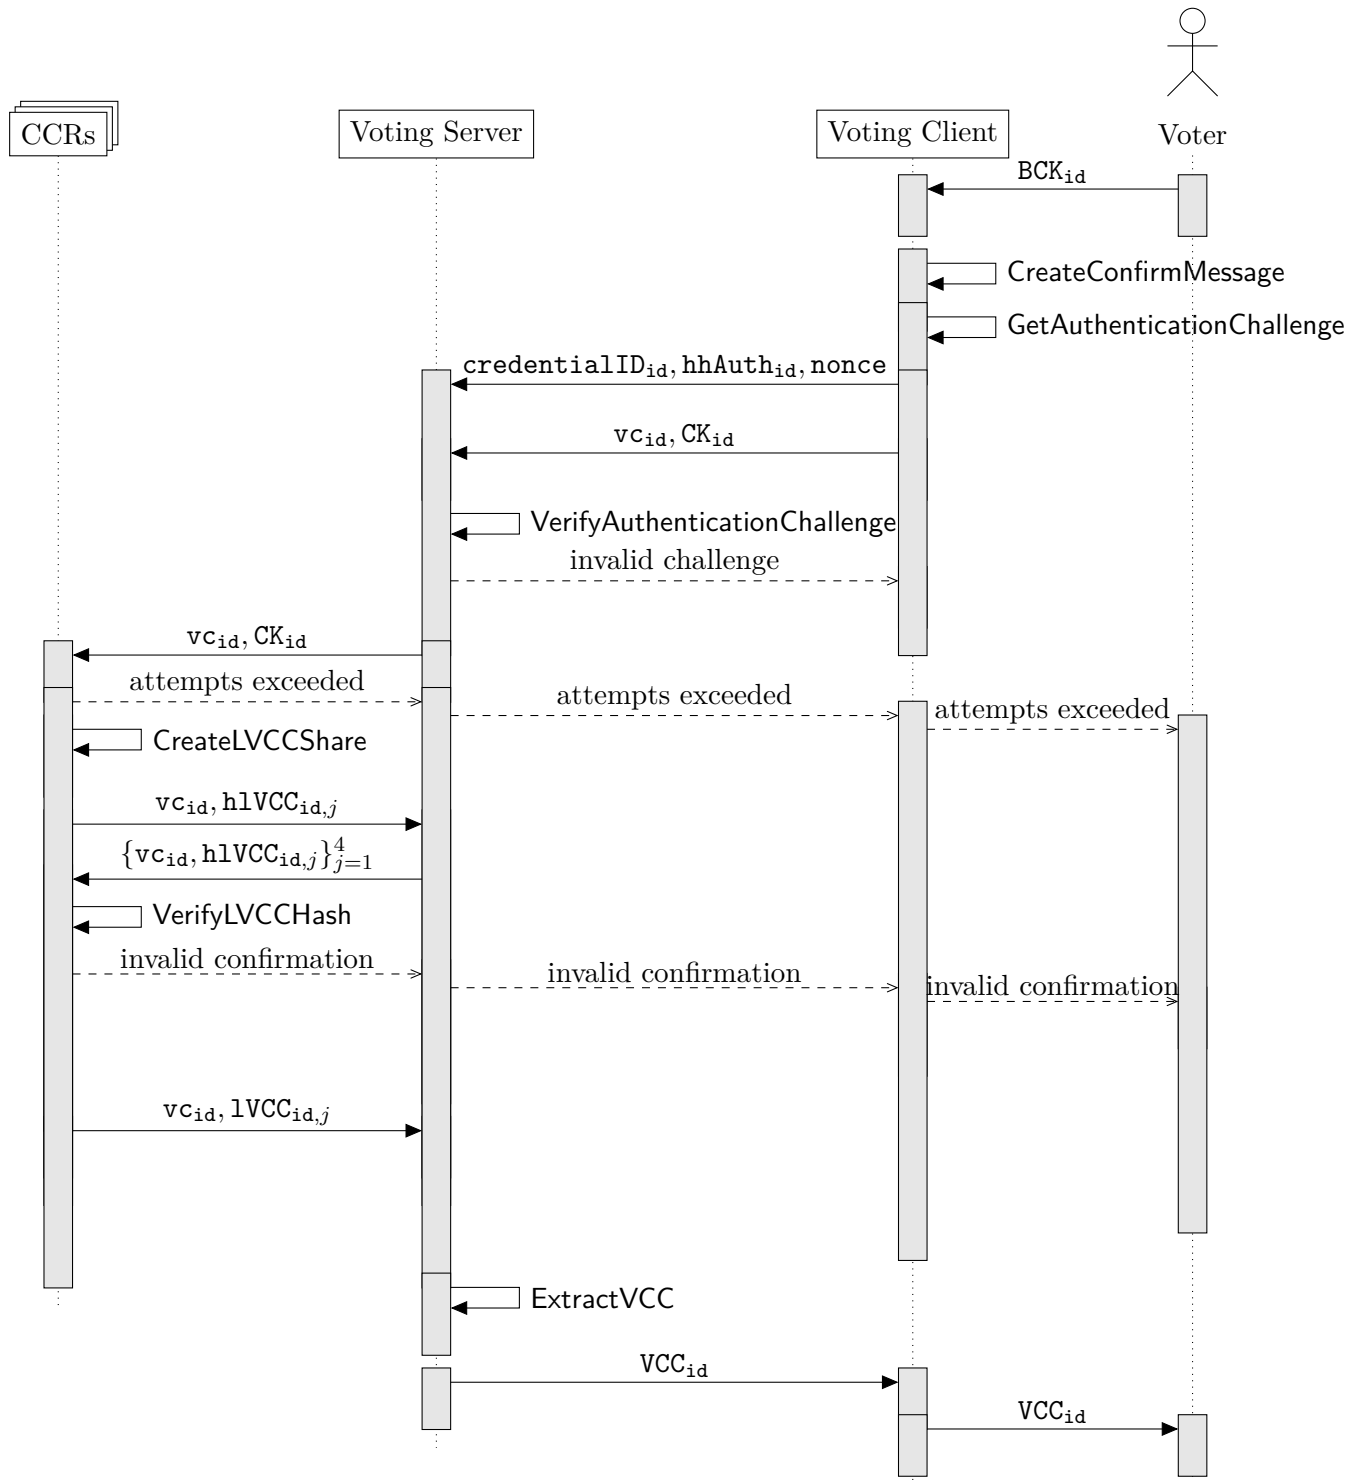 CCRs
Voting Server
Voting Client
Voter
BCK_id
CreateConfirmMessage
GetAuthenticationChallenge
credentialID_id, hhAuth_id, nonce
vc_id, CK_id
VerifyAuthenticationChallenge
invalid challenge
vc_id, CK_id
attempts exceeded
attempts exceeded
attempts exceeded
CreateLVCCShare
vc_id, hlVCC_id,j
{vc_id, hlVCC_id,j}^4_j=1
VerifyLVCCHash
invalid confirmation
invalid confirmation
invalid confirmation
vc_id, lVCC_id,j
ExtractVCC
VCC_id
VCC_id